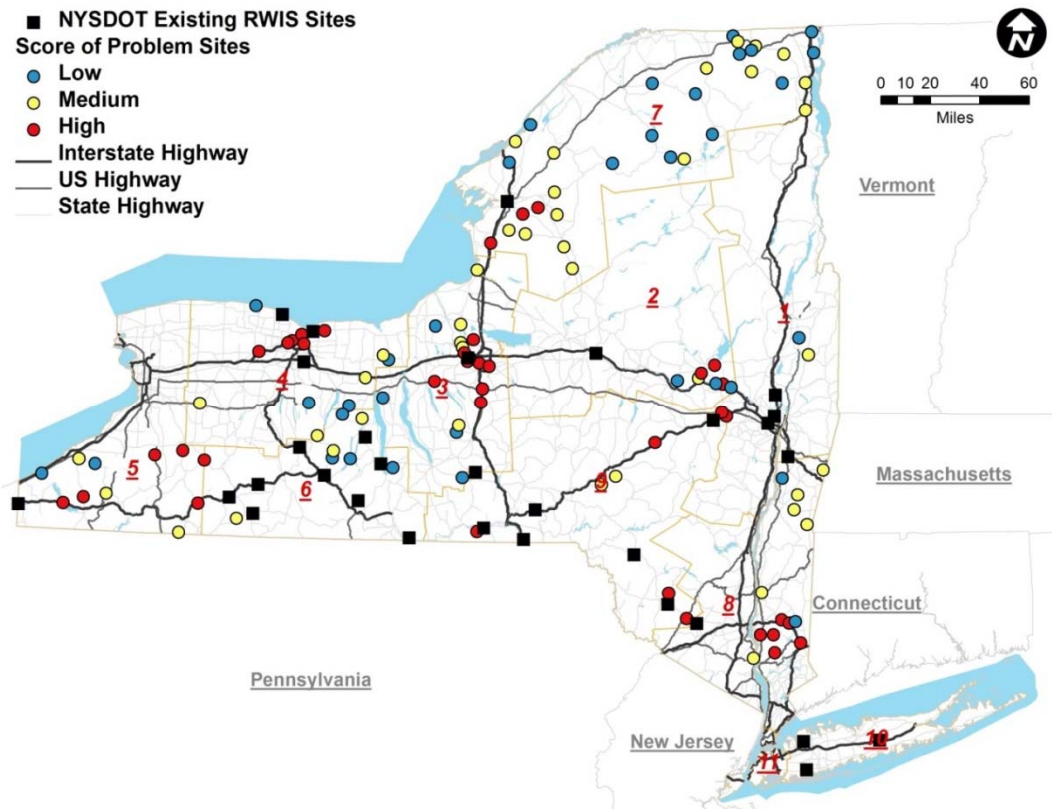 NYSDOT Existing RWIS Sites
Score of Problem Sites
Low
Medium
High
Interstate Highway
US Highway
State Highway
N
0 10 20 40 60
Miles
7
Vermont
2
1
4
3
Massachusetts
5
6
9
8
Connecticut
Pennsylvania
New Jersey
10
11